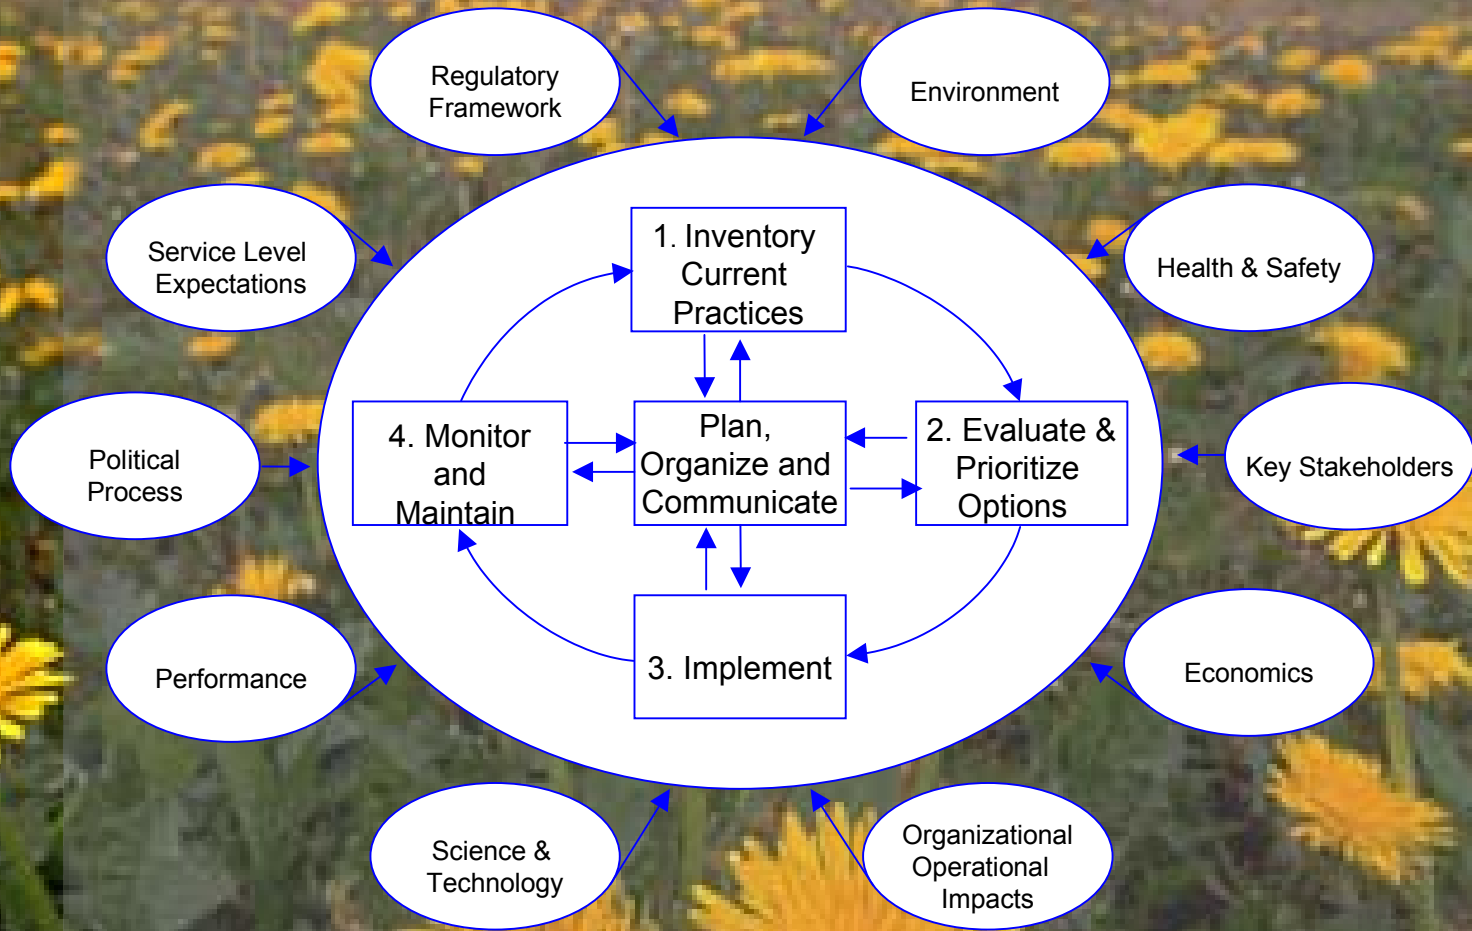 Regulatory
Framework
Environment
Service Level
Expectations
Health & Safety
1. Inventory
Current
Practices
Political
Process
4. Monitor
and
Maintain
Plan,
Organize and
Communicate
2. Evaluate &
Prioritize
Options
Key Stakeholders
3. Implement
Performance
Economics
Science &
Technology
Organizational
Operational
Impacts